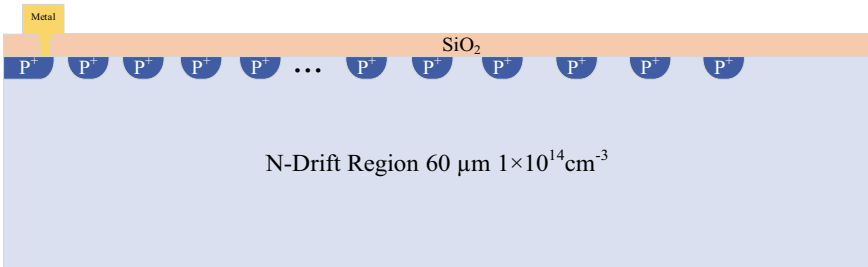 Metal
SiO₂
P⁺ P⁺ P⁺ P⁺ P⁺ ... P⁺ P⁺ P⁺ P⁺ P⁺ P⁺
N-Drift Region 60 µm 1×10¹⁴cm⁻³